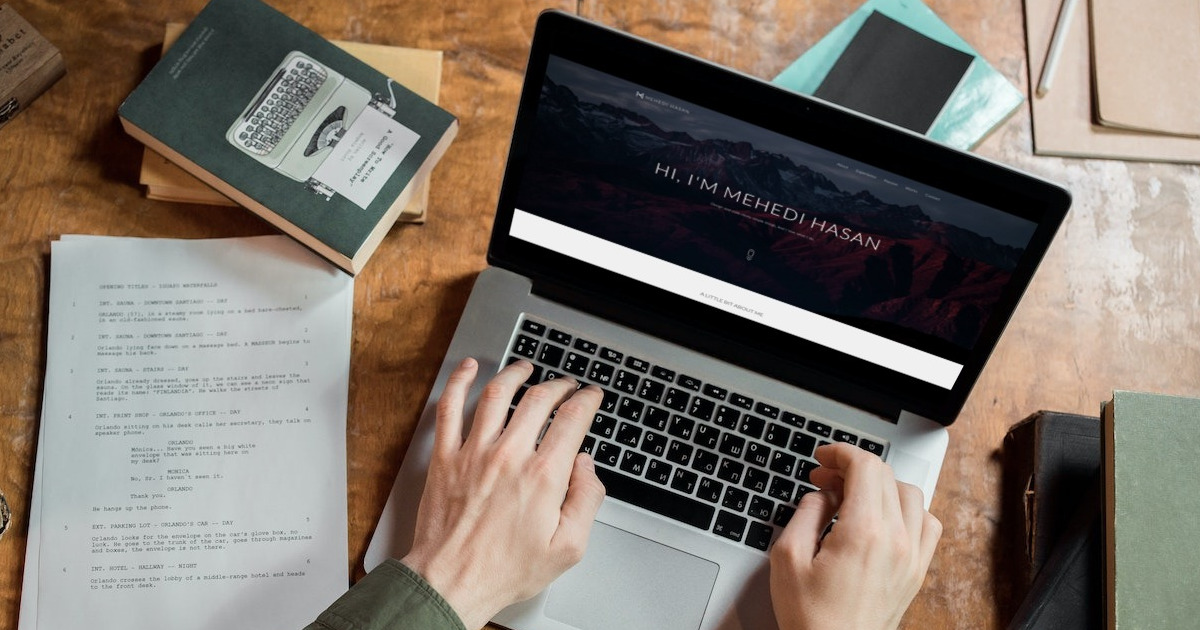 "How To Write
A Good Screenplay"
MEHEDI HASAN
HI, I'M MEHEDI HASAN
A LITTLE BIT ABOUT ME
OPENING TITLES - IGUAZU WATERFALLS
1 INT. SAUNA - DOWNTOWN SANTIAGO -- DAY 1
ORLANDO (57), in a steamy room lying on a bed bare-chested,
in an old-fashioned sauna.
2 INT. SAUNA - DOWNTOWN SANTIAGO -- DAY 2
Orlando lying face down on a massage bed. A MASSEUR begins to
massage his back.
3 INT. SAUNA - STAIRS -- DAY 3
Orlando already dressed, goes up the stairs and leaves the
sauna. On the glass window of it, we can see a neon sign that
reads its name: "FINLANDIA". He walks the streets of
Santiago.
4 INT. PRINT SHOP - ORLANDO'S OFFICE -- DAY 4
Orlando sitting on his desk calls her secretary, they talk on
speaker phone.
ORLANDO
Mónica... Have you seen a big white
envelope that was sitting here on
my desk?
MONICA
No, Sr. I haven't seen it.
ORLANDO
Thank you.
He hangs up the phone.
5 EXT. PARKING LOT - ORLANDO'S CAR -- DAY 5
Orlando looks for the envelope on the car's glove box, no
luck. He goes to the trunk of the car, goes through magazines
and boxes, the envelope is not there.
6 INT. HOTEL - HALLWAY -- NIGHT 6
Orlando crosses the lobby of a middle-range hotel and heads
to the front desk.